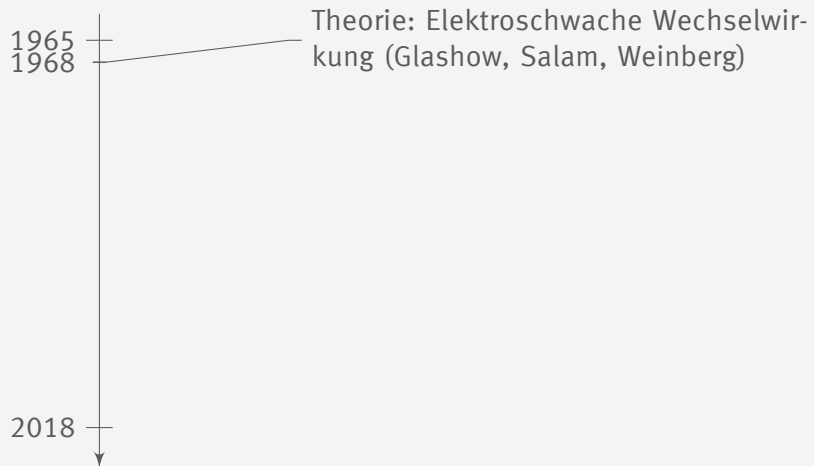 Theorie: Elektroschwache Wechselwir-
kung (Glashow, Salam, Weinberg)
1965
1968
2018